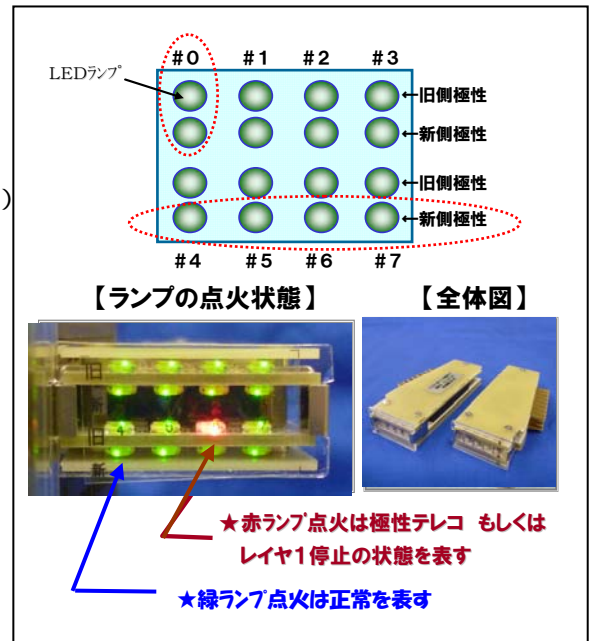 #0 #1 #2 #3
LEDランプ
←旧側極性
←新側極性
←旧側極性
)
←新側極性
#4 #5 #6 #7
【ランプの点火状態】 【全体図】
旧
旧 4
新
★赤ランプ点火は極性テレコ もしくは
レイヤ1停止の状態を表す
★緑ランプ点火は正常を表す